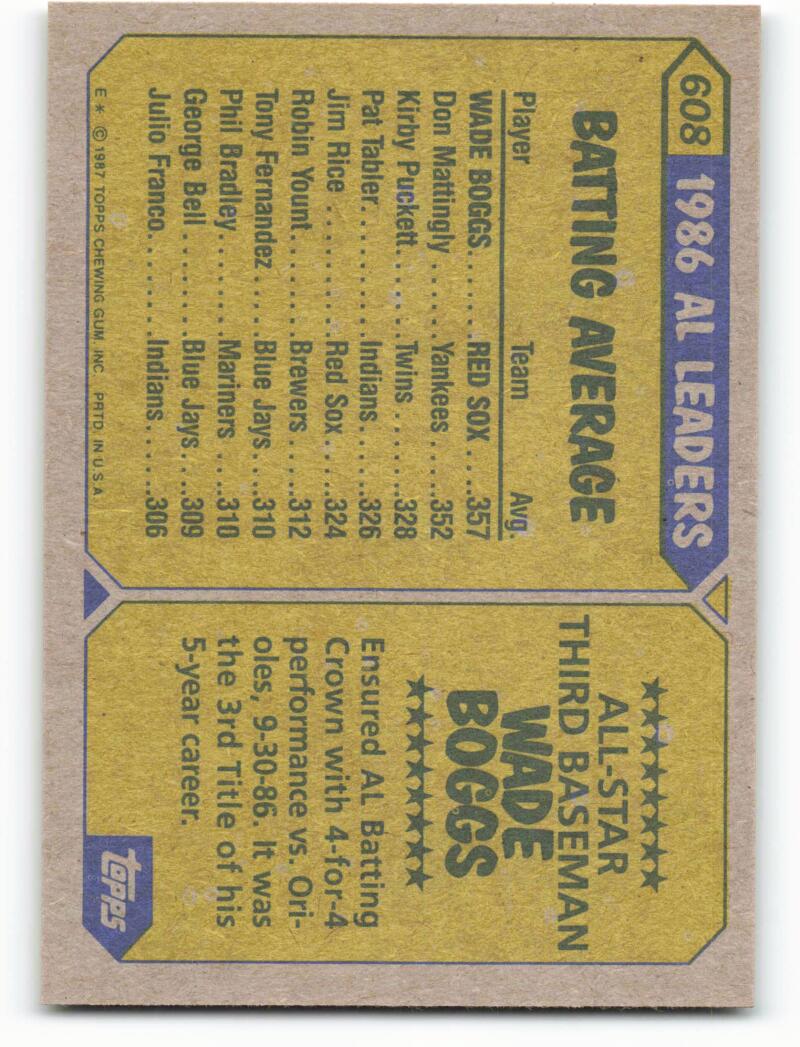 608 1986 AL LEADERS
BATTING AVERAGE
Player Team Avg.
WADE BOGGS.......RED SOX.....357
Don Mattingly ......Yankees .....352
Kirby Puckett.......Twins ........328
Pat Tabler...........Indians.......326
Jim Rice ............Red Sox......324
Robin Yount.........Brewers......312
Tony Fernandez.....Blue Jays ....310
Phil Bradley.........Mariners .....310
George Bell .........Blue Jays.....309
Julio Franco.........Indians.......306
E* © 1987 TOPPS CHEWING GUM, INC. PRTD. IN U.S.A.
ALL-STAR
THIRD BASEMAN
WADE
BOGGS
Ensured AL Batting
Crown with 4-for-4
performance vs. Ori-
oles, 9-30-86. It was
the 3rd Title of his
5-year career.
topps